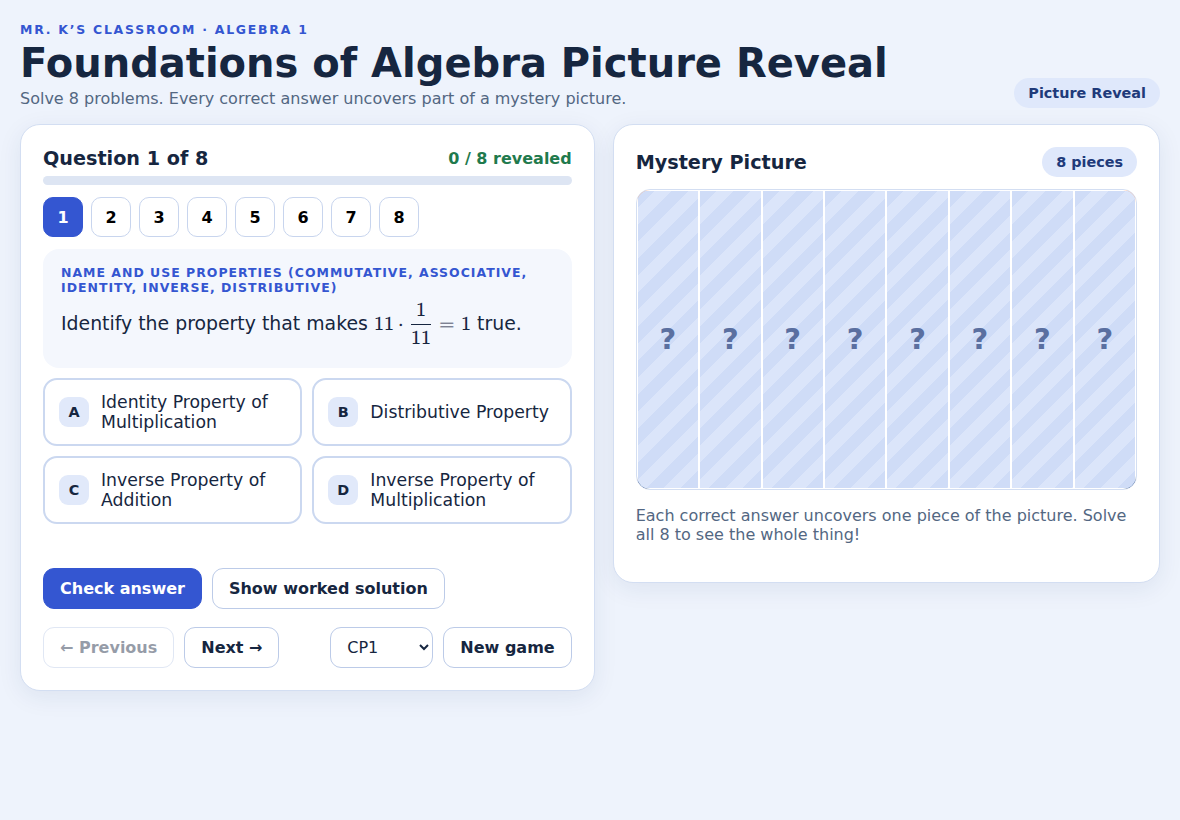 MR. K’S CLASSROOM · ALGEBRA 1
Foundations of Algebra Picture Reveal
Solve 8 problems. Every correct answer uncovers part of a mystery picture.
Picture Reveal
Question 1 of 8
0 / 8 revealed
1 2 3 4 5 6 7 8
NAME AND USE PROPERTIES (COMMUTATIVE, ASSOCIATIVE,
IDENTITY, INVERSE, DISTRIBUTIVE)
Identify the property that makes 11 · 1/11 = 1 true.
A Identity Property of
Multiplication
B Distributive Property
C Inverse Property of
Addition
D Inverse Property of
Multiplication
Check answer
Show worked solution
← Previous
Next →
CP1
New game
Mystery Picture
8 pieces
? ? ? ? ? ? ? ?
Each correct answer uncovers one piece of the picture. Solve
all 8 to see the whole thing!